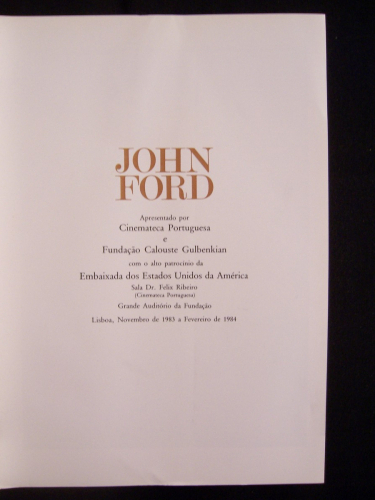 JOHN
FORD
Apresentado por
Cinemateca Portuguesa
e
Fundação Calouste Gulbenkian
com o alto patrocínio da
Embaixada dos Estados Unidos da América
Sala Dr. Felix Ribeiro
(Cinemateca Portuguesa)
Grande Auditório da Fundação
Lisboa, Novembro de 1983 a Fevereiro de 1984